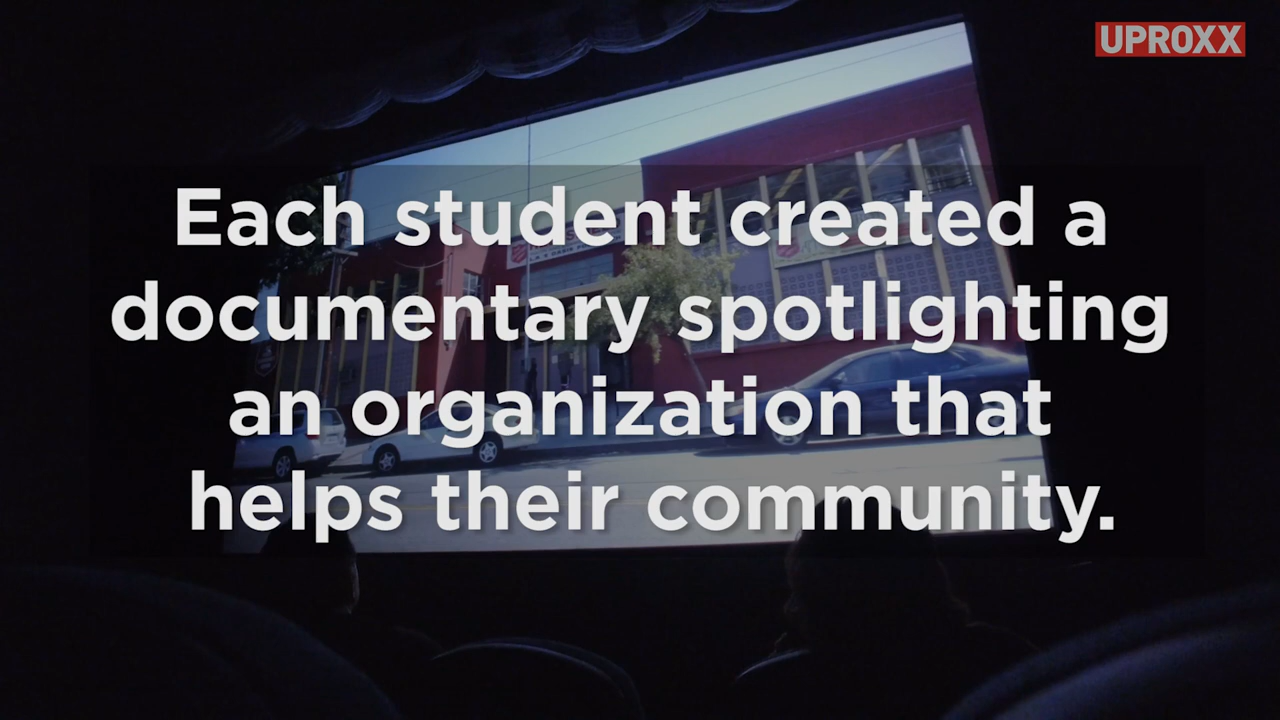 UPROXX
Each student created a
documentary spotlighting
an organization that
helps their community.